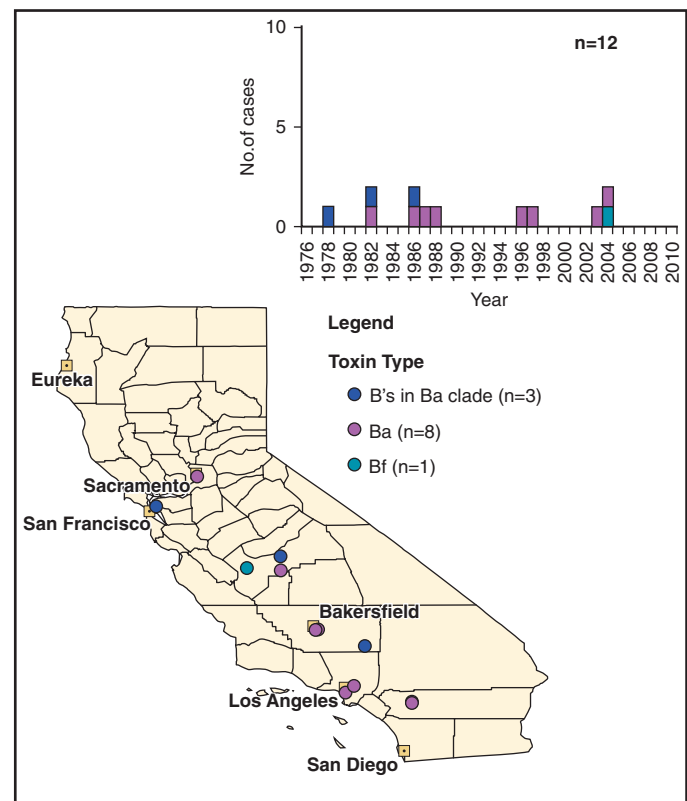 10
n=12
No.of cases
5
0
1976 1978 1980 1982 1984 1986 1988 1990 1992 1994 1996 1998 2000 2002 2004 2006 2008 2010
Year
Legend
Toxin Type
B's in Ba clade (n=3)
Ba (n=8)
Bf (n=1)
Eureka
Sacramento
San Francisco
Bakersfield
Los Angeles
San Diego